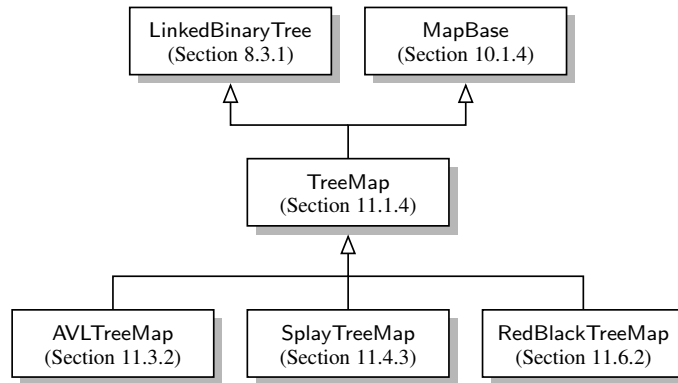 LinkedBinaryTree
(Section 8.3.1)
MapBase
(Section 10.1.4)
TreeMap
(Section 11.1.4)
AVLTreeMap
(Section 11.3.2)
SplayTreeMap
(Section 11.4.3)
RedBlackTreeMap
(Section 11.6.2)